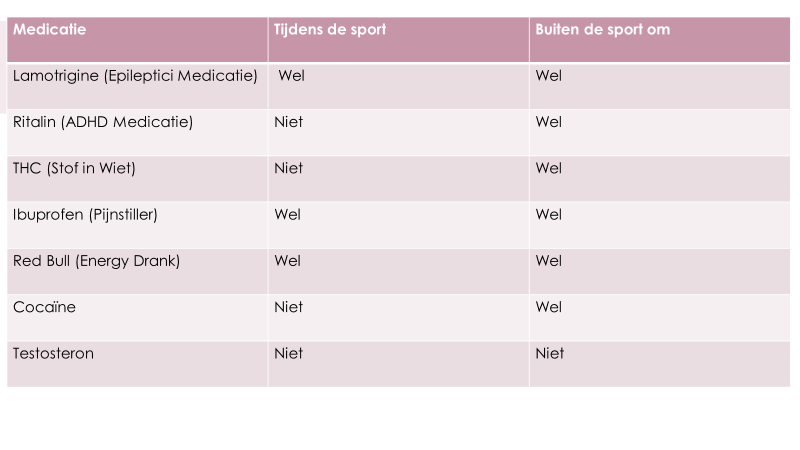 Medicatie Tijdens de sport Buiten de sport om
Lamotrigine (Epileptici Medicatie) Wel Wel
Ritalin (ADHD Medicatie) Niet Wel
THC (Stof in Wiet) Niet Wel
Ibuprofen (Pijnstiller) Wel Wel
Red Bull (Energy Drank) Wel Wel
Cocaïne Niet Wel
Testosteron Niet Niet